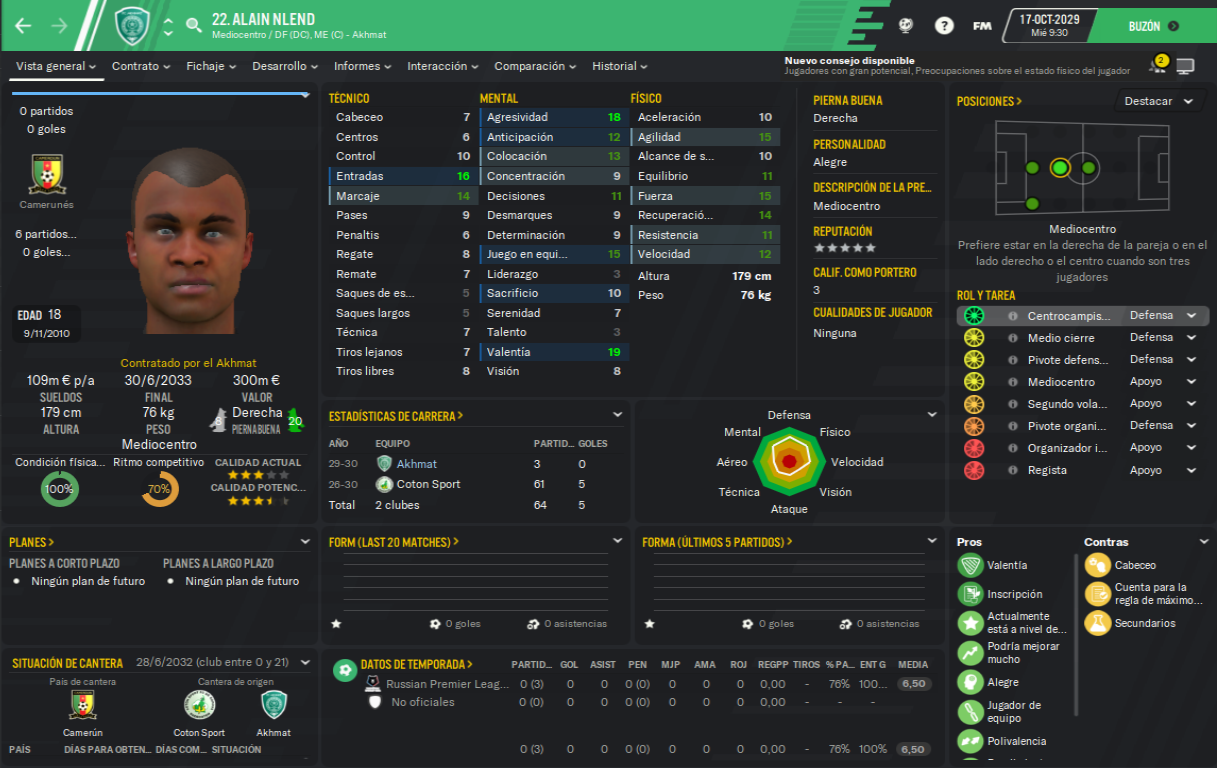 22. ALAIN NLEND
Mediocentro / DF (DC), ME (C) - Akhmat
?
FM
17-OCT-2029
Mié 9:30
BUZÓN
Vista general Contrato Fichaje Desarrollo Informes Interacción Comparación Historial
Nuevo consejo disponible
Jugadores con gran potencial, Preocupaciones sobre el estado físico del jugador
2
0 partidos
0 goles
Camerunés
6 partidos...
0 goles...
EDAD 18
9/11/2010
Contratado por el Akhmat
109m € p/a 30/6/2033 300m €
SUELDOS FINAL VALOR
179 cm 76 kg 8 Derecha 20
ALTURA PESO PIERNA BUENA
Mediocentro
Condición física... Ritmo competitivo CALIDAD ACTUAL
100% 70%
CALIDAD POTENC...
TÉCNICO
Cabeceo 7
Centros 6
Control 10
Entradas 16
Marcaje 14
Pases 9
Penaltis 6
Regate 8
Remate 7
Saques de es... 5
Saques largos 5
Técnica 7
Tiros lejanos 7
Tiros libres 8
MENTAL
Agresividad 18
Anticipación 12
Colocación 13
Concentración 9
Decisiones 11
Desmarques 9
Determinación 9
Juego en equi... 15
Liderazgo 3
Sacrificio 10
Serenidad 7
Talento 3
Valentía 19
Visión 8
FÍSICO
Aceleración 10
Agilidad 15
Alcance de s... 10
Equilibrio 11
Fuerza 15
Recuperació... 14
Resistencia 11
Velocidad 12
Altura 179 cm
Peso 76 kg
PIERNA BUENA
Derecha
PERSONALIDAD
Alegre
DESCRIPCIÓN DE LA PRE...
Mediocentro
REPUTACIÓN
CALIF. COMO PORTERO
3
CUALIDADES DE JUGADOR
Ninguna
POSICIONES >
Destacar
Mediocentro
Prefiere estar en la derecha de la pareja o en el
lado derecho o el centro cuando son tres
jugadores
ROL Y TAREA
Centrocampis... Defensa
Medio cierre Defensa
Pivote defens... Defensa
Mediocentro Apoyo
Segundo vola... Apoyo
Pivote organi... Defensa
Organizador i... Apoyo
Regista Apoyo
ESTADÍSTICAS DE CARRERA >
AÑO EQUIPO PARTID... GOLES
29-30 Akhmat 3 0
26-30 Coton Sport 61 5
Total 2 clubes 64 5
Defensa
Mental Físico
Aéreo Velocidad
Técnica Visión
Ataque
PLANES >
PLANES A CORTO PLAZO PLANES A LARGO PLAZO
• Ningún plan de futuro • Ningún plan de futuro
FORM (LAST 20 MATCHES) >
0 goles 0 asistencias
FORMA (ÚLTIMOS 5 PARTIDOS) >
0 goles 0 asistencias
Pros Contras
Valentía
Inscripción
Actualmente
está a nivel de...
Podría mejorar
mucho
Alegre
Jugador de
equipo
Polivalencia
Cabeceo
Cuenta para la
regla de máximo...
Secundarios
SITUACIÓN DE CANTERA 28/6/2032 (club entre 0 y 21)
País de cantera Cantera de origen
Camerún Coton Sport Akhmat
PAÍS DÍAS PARA OBTEN... DÍAS COM... SITUACIÓN
DATOS DE TEMPORADA > PARTID... GOL ASIST PEN MJP AMA ROJ REGPP TIROS % PA... ENT G MEDIA
Russian Premier Leag... 0 (3) 0 0 0 (0) 0 0 0 0,00 - 76% 100... 6,50
No oficiales 0 (0) 0 0 0 (0) 0 0 0 0,00 - - - -
0 (3) 0 0 0 (0) 0 0 0 0,00 - 76% 100% 6,50